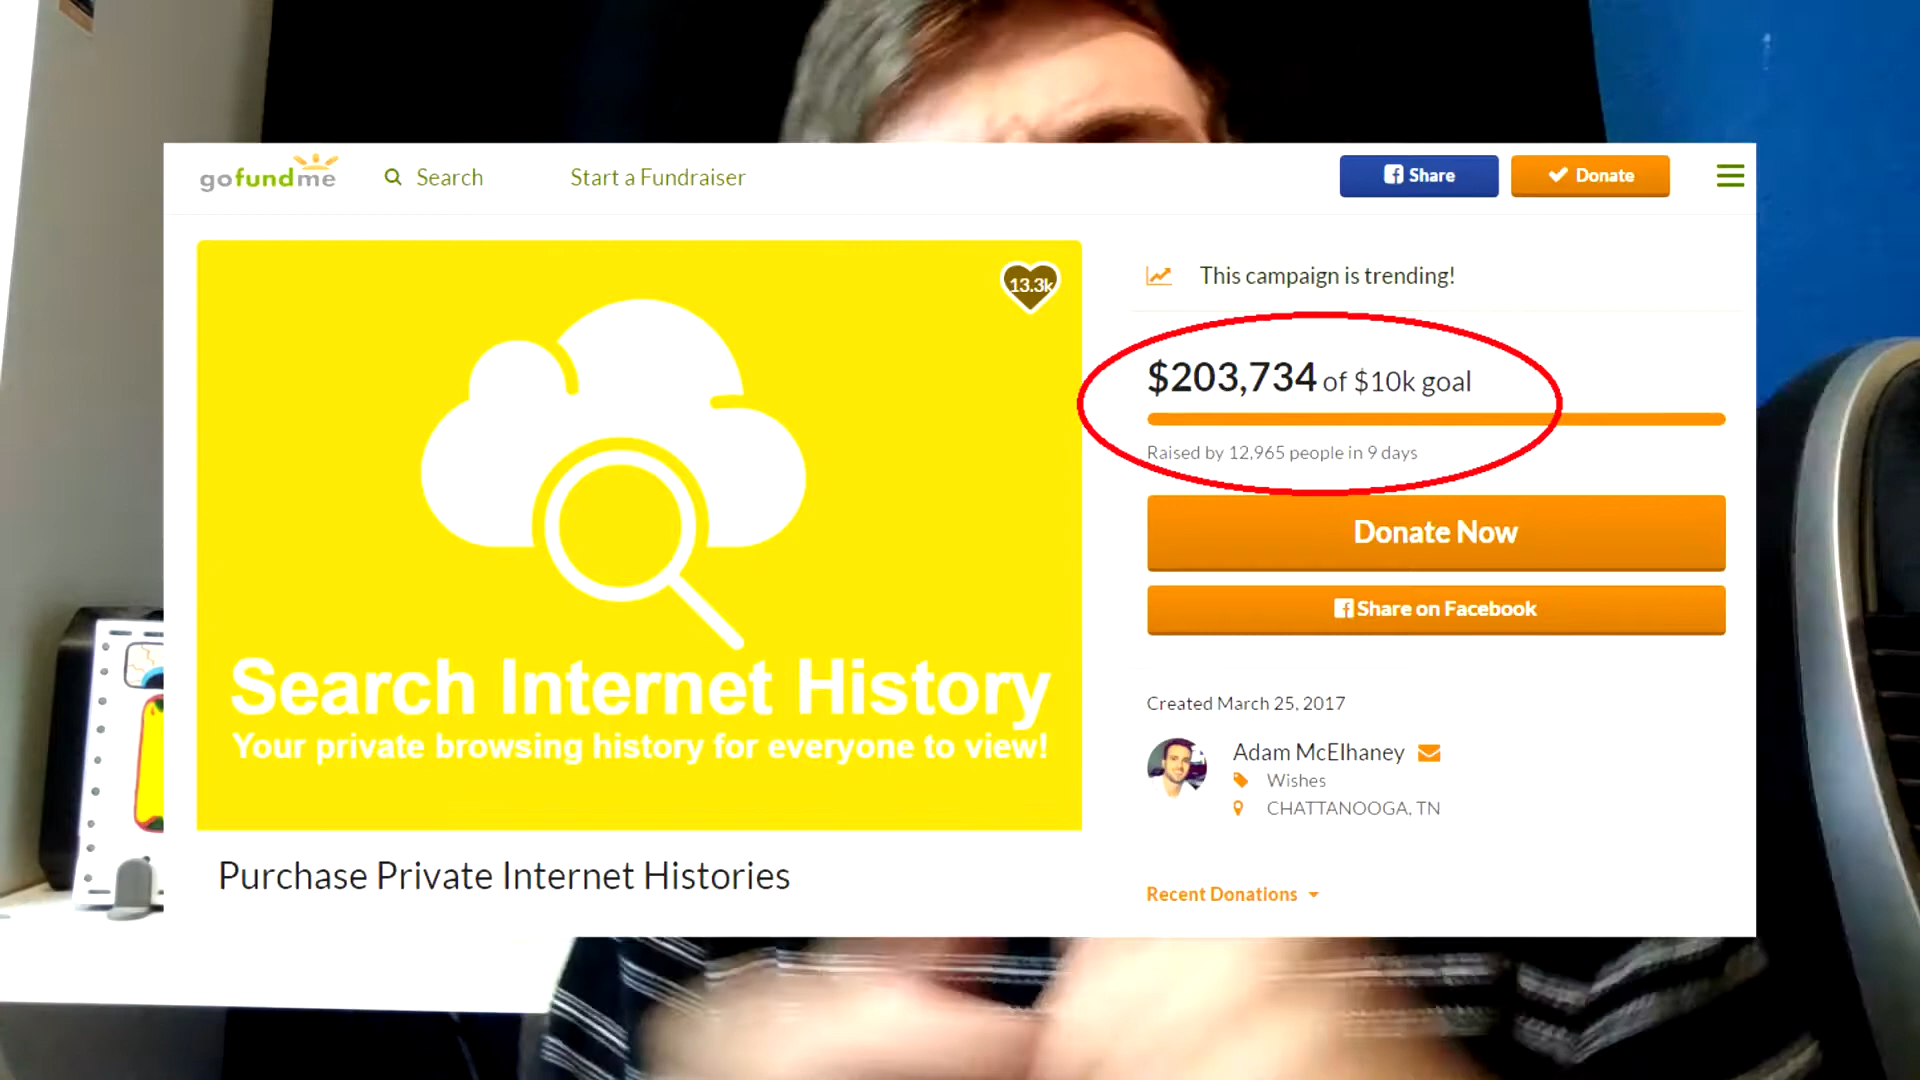 gofundme
Search
Start a Fundraiser
Share
Donate
13.3k
This campaign is trending!
$203,734 of $10k goal
Raised by 12,965 people in 9 days
Donate Now
Share on Facebook
Search Internet History
Your private browsing history for everyone to view!
Created March 25, 2017
Adam McElhaney
Wishes
CHATTANOOGA, TN
Purchase Private Internet Histories
Recent Donations